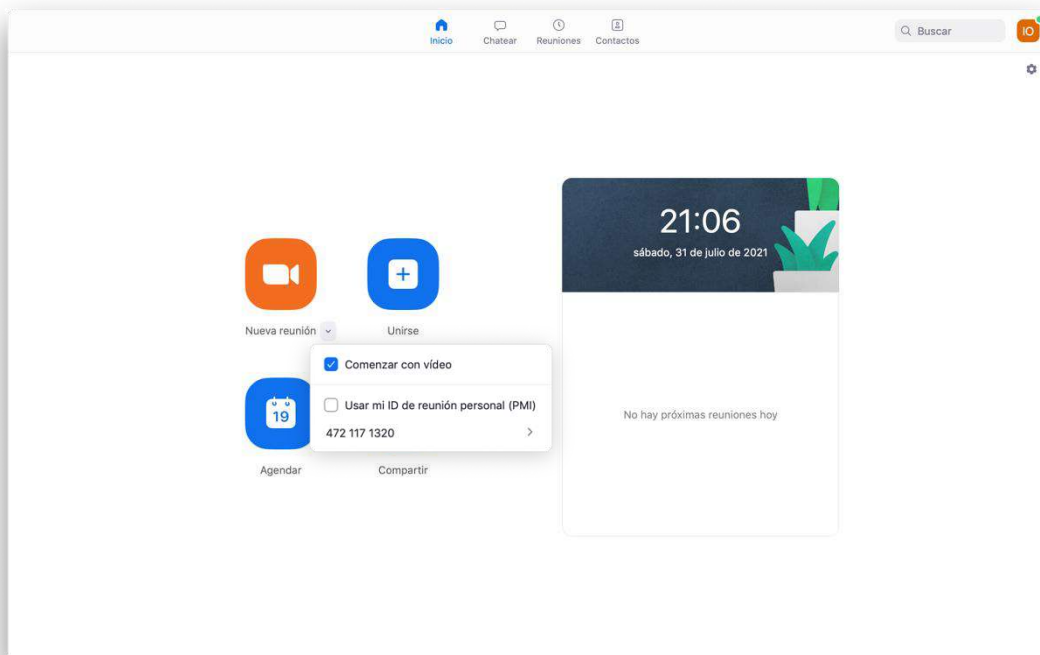 Inicio
Chatear
Reuniones
Contactos
Buscar
IO
21:06
sábado, 31 de julio de 2021
Nueva reunión
Unirse
Comenzar con vídeo
Usar mi ID de reunión personal (PMI)
472 117 1320
19
Agendar
Compartir
No hay próximas reuniones hoy